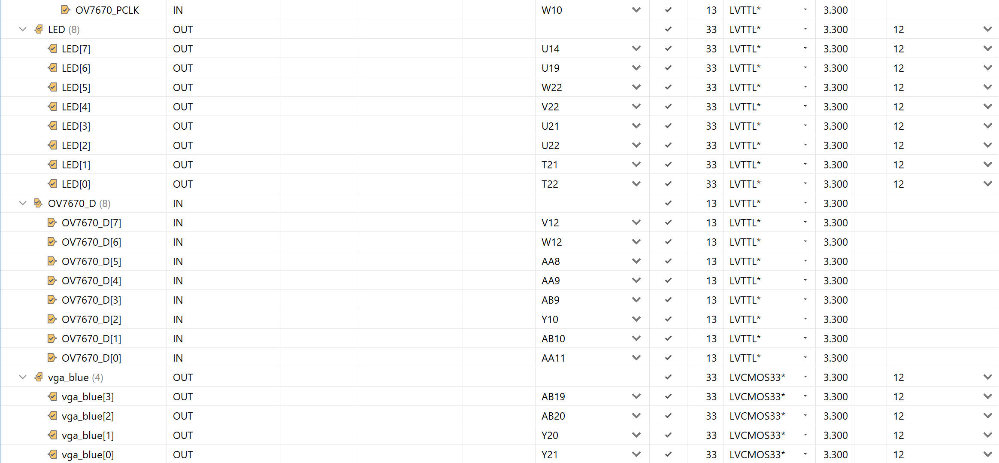 OV7670_PCLK IN W10 13 LVTTL* 3.300
LED (8) OUT 33 LVTTL* 3.300 12
LED[7] OUT U14 33 LVTTL* 3.300 12
LED[6] OUT U19 33 LVTTL* 3.300 12
LED[5] OUT W22 33 LVTTL* 3.300 12
LED[4] OUT V22 33 LVTTL* 3.300 12
LED[3] OUT U21 33 LVTTL* 3.300 12
LED[2] OUT U22 33 LVTTL* 3.300 12
LED[1] OUT T21 33 LVTTL* 3.300 12
LED[0] OUT T22 33 LVTTL* 3.300 12
OV7670_D (8) IN 13 LVTTL* 3.300
OV7670_D[7] IN V12 13 LVTTL* 3.300
OV7670_D[6] IN W12 13 LVTTL* 3.300
OV7670_D[5] IN AA8 13 LVTTL* 3.300
OV7670_D[4] IN AA9 13 LVTTL* 3.300
OV7670_D[3] IN AB9 13 LVTTL* 3.300
OV7670_D[2] IN Y10 13 LVTTL* 3.300
OV7670_D[1] IN AB10 13 LVTTL* 3.300
OV7670_D[0] IN AA11 13 LVTTL* 3.300
vga_blue (4) OUT 33 LVCMOS33* 3.300 12
vga_blue[3] OUT AB19 33 LVCMOS33* 3.300 12
vga_blue[2] OUT AB20 33 LVCMOS33* 3.300 12
vga_blue[1] OUT Y20 33 LVCMOS33* 3.300 12
vga_blue[0] OUT Y21 33 LVCMOS33* 3.300 12